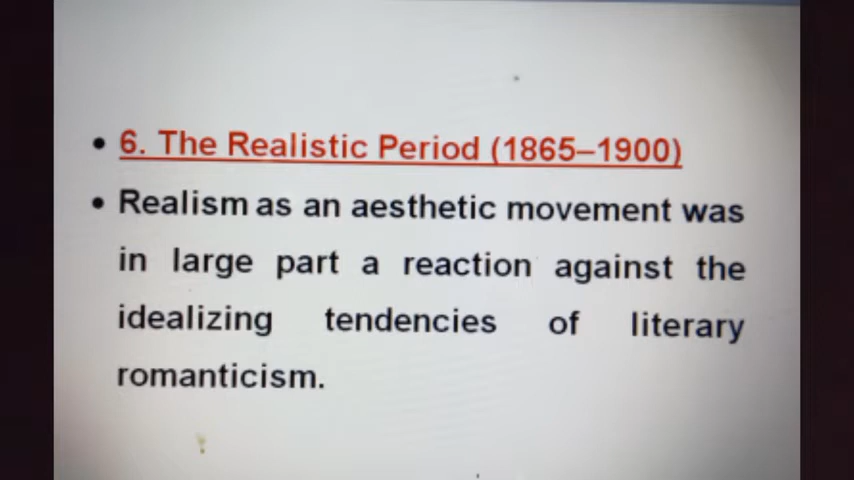 • 6. The Realistic Period (1865–1900)
• Realism as an aesthetic movement was
in large part a reaction against the
idealizing tendencies of literary
romanticism.